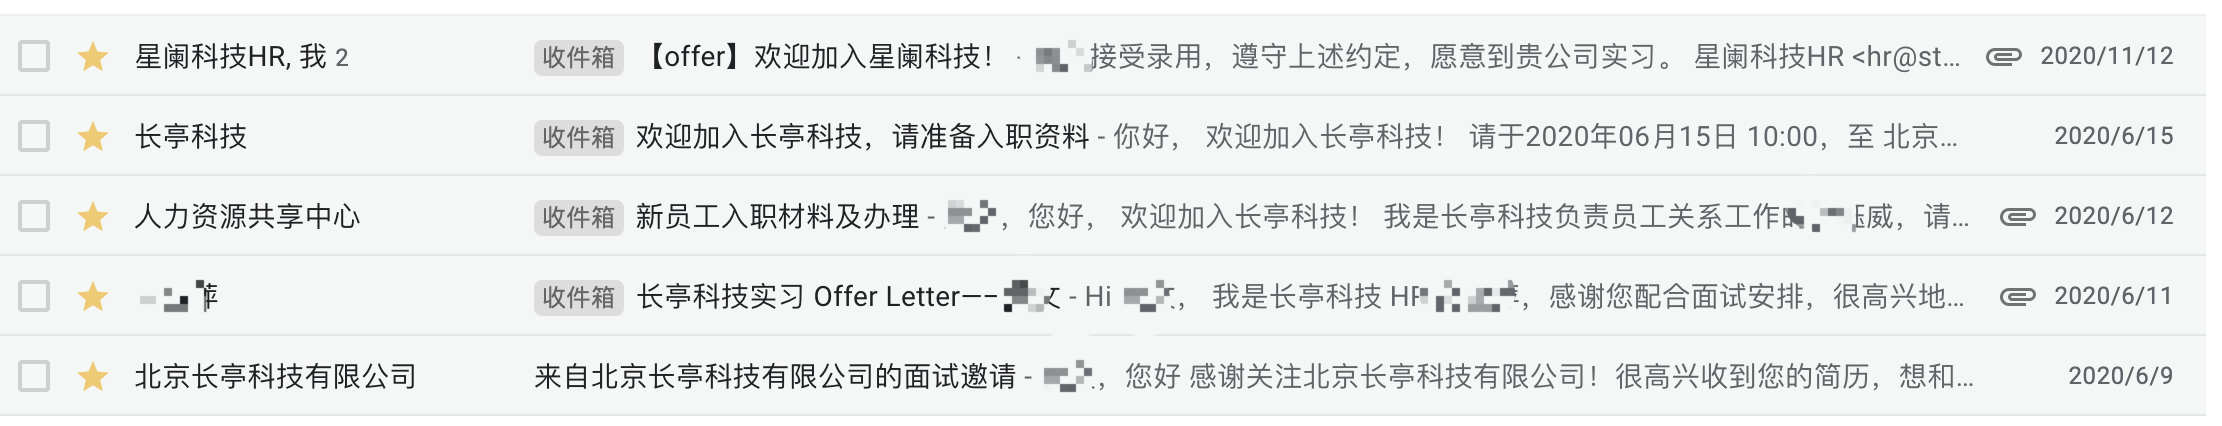 星阑科技HR, 我 2 收件箱 【offer】欢迎加入星阑科技！ · 接受录用，遵守上述约定，愿意到贵公司实习。 星阑科技HR <hr@st... 2020/11/12
长亭科技 收件箱 欢迎加入长亭科技，请准备入职资料 - 你好， 欢迎加入长亭科技！ 请于2020年06月15日 10:00，至 北京... 2020/6/15
人力资源共享中心 收件箱 新员工入职材料及办理 - ， 您好， 欢迎加入长亭科技！ 我是长亭科技负责员工关系工作 威，请... 2020/6/12
收件箱 长亭科技实习 Offer Letter—– - Hi ， 我是长亭科技 HR ，感谢您配合面试安排，很高兴地... 2020/6/11
北京长亭科技有限公司 来自北京长亭科技有限公司的面试邀请 - ，您好 感谢关注北京长亭科技有限公司！很高兴收到您的简历，想和... 2020/6/9